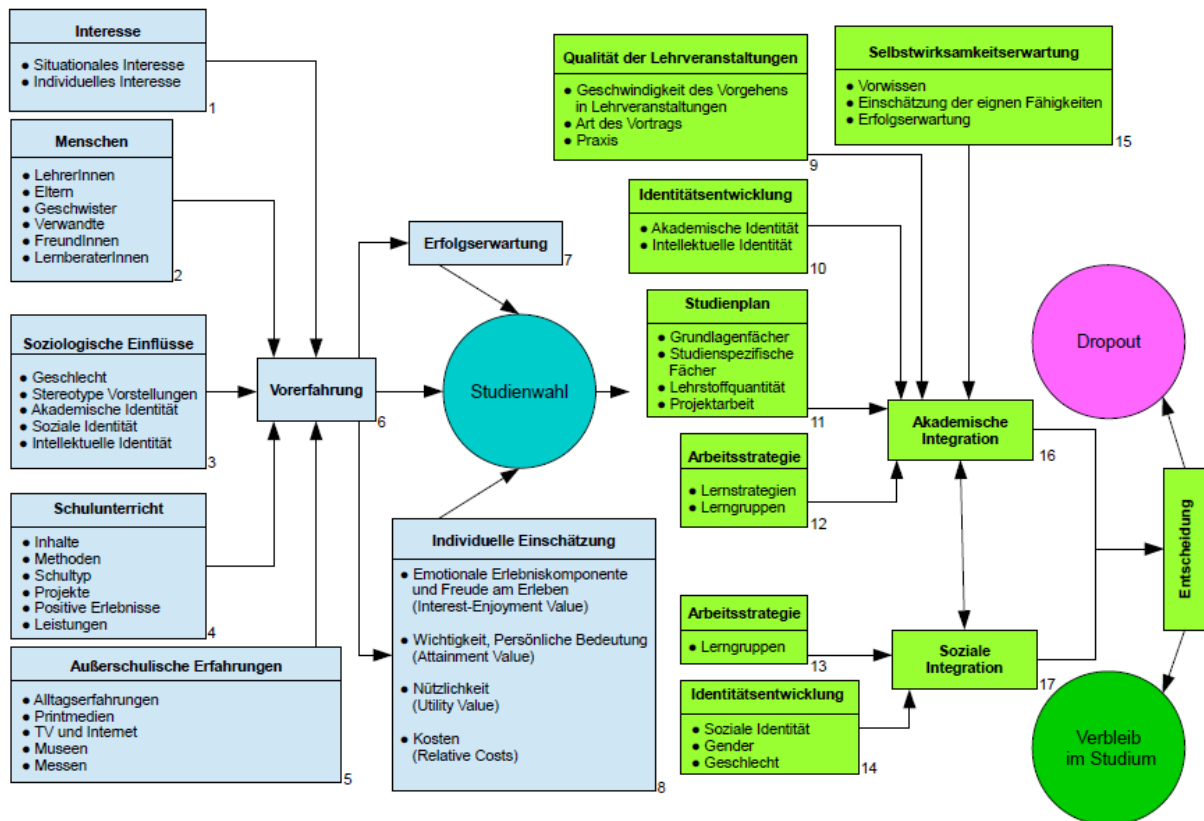 Interesse
● Situationales Interesse
● Individuelles Interesse
1
Menschen
● LehrerInnen
● Eltern
● Geschwister
● Verwandte
● FreundInnen
● LernberaterInnen
2
Soziologische Einflüsse
● Geschlecht
● Stereotype Vorstellungen
● Akademische Identität
● Soziale Identität
● Intellektuelle Identität
3
Schulunterricht
● Inhalte
● Methoden
● Schultyp
● Projekte
● Positive Erlebnisse
● Leistungen
4
Außerschulische Erfahrungen
● Alltagserfahrungen
● Printmedien
● TV und Internet
● Museen
● Messen
5
Vorerfahrung
6
Erfolgserwartung
7
Studienwahl
Individuelle Einschätzung
● Emotionale Erlebniskomponente
und Freude am Erleben
(Interest-Enjoyment Value)
● Wichtigkeit, Persönliche Bedeutung
(Attainment Value)
● Nützlichkeit
(Utility Value)
● Kosten
(Relative Costs)
8
Qualität der Lehrveranstaltungen
● Geschwindigkeit des Vorgehens
in Lehrveranstaltungen
● Art des Vortrags
● Praxis
9
Identitätsentwicklung
● Akademische Identität
● Intellektuelle Identität
10
Studienplan
● Grundlagenfächer
● Studienspezifische
Fächer
● Lehrstoffquantität
● Projektarbeit
11
Arbeitsstrategie
● Lernstrategien
● Lerngruppen
12
Arbeitsstrategie
● Lerngruppen
13
Identitätsentwicklung
● Soziale Identität
● Gender
● Geschlecht
14
Selbstwirksamkeitserwartung
● Vorwissen
● Einschätzung der eignen Fähigkeiten
● Erfolgserwartung
15
Akademische
Integration
16
Soziale
Integration
17
Entscheidung
Dropout
Verbleib
im Studium